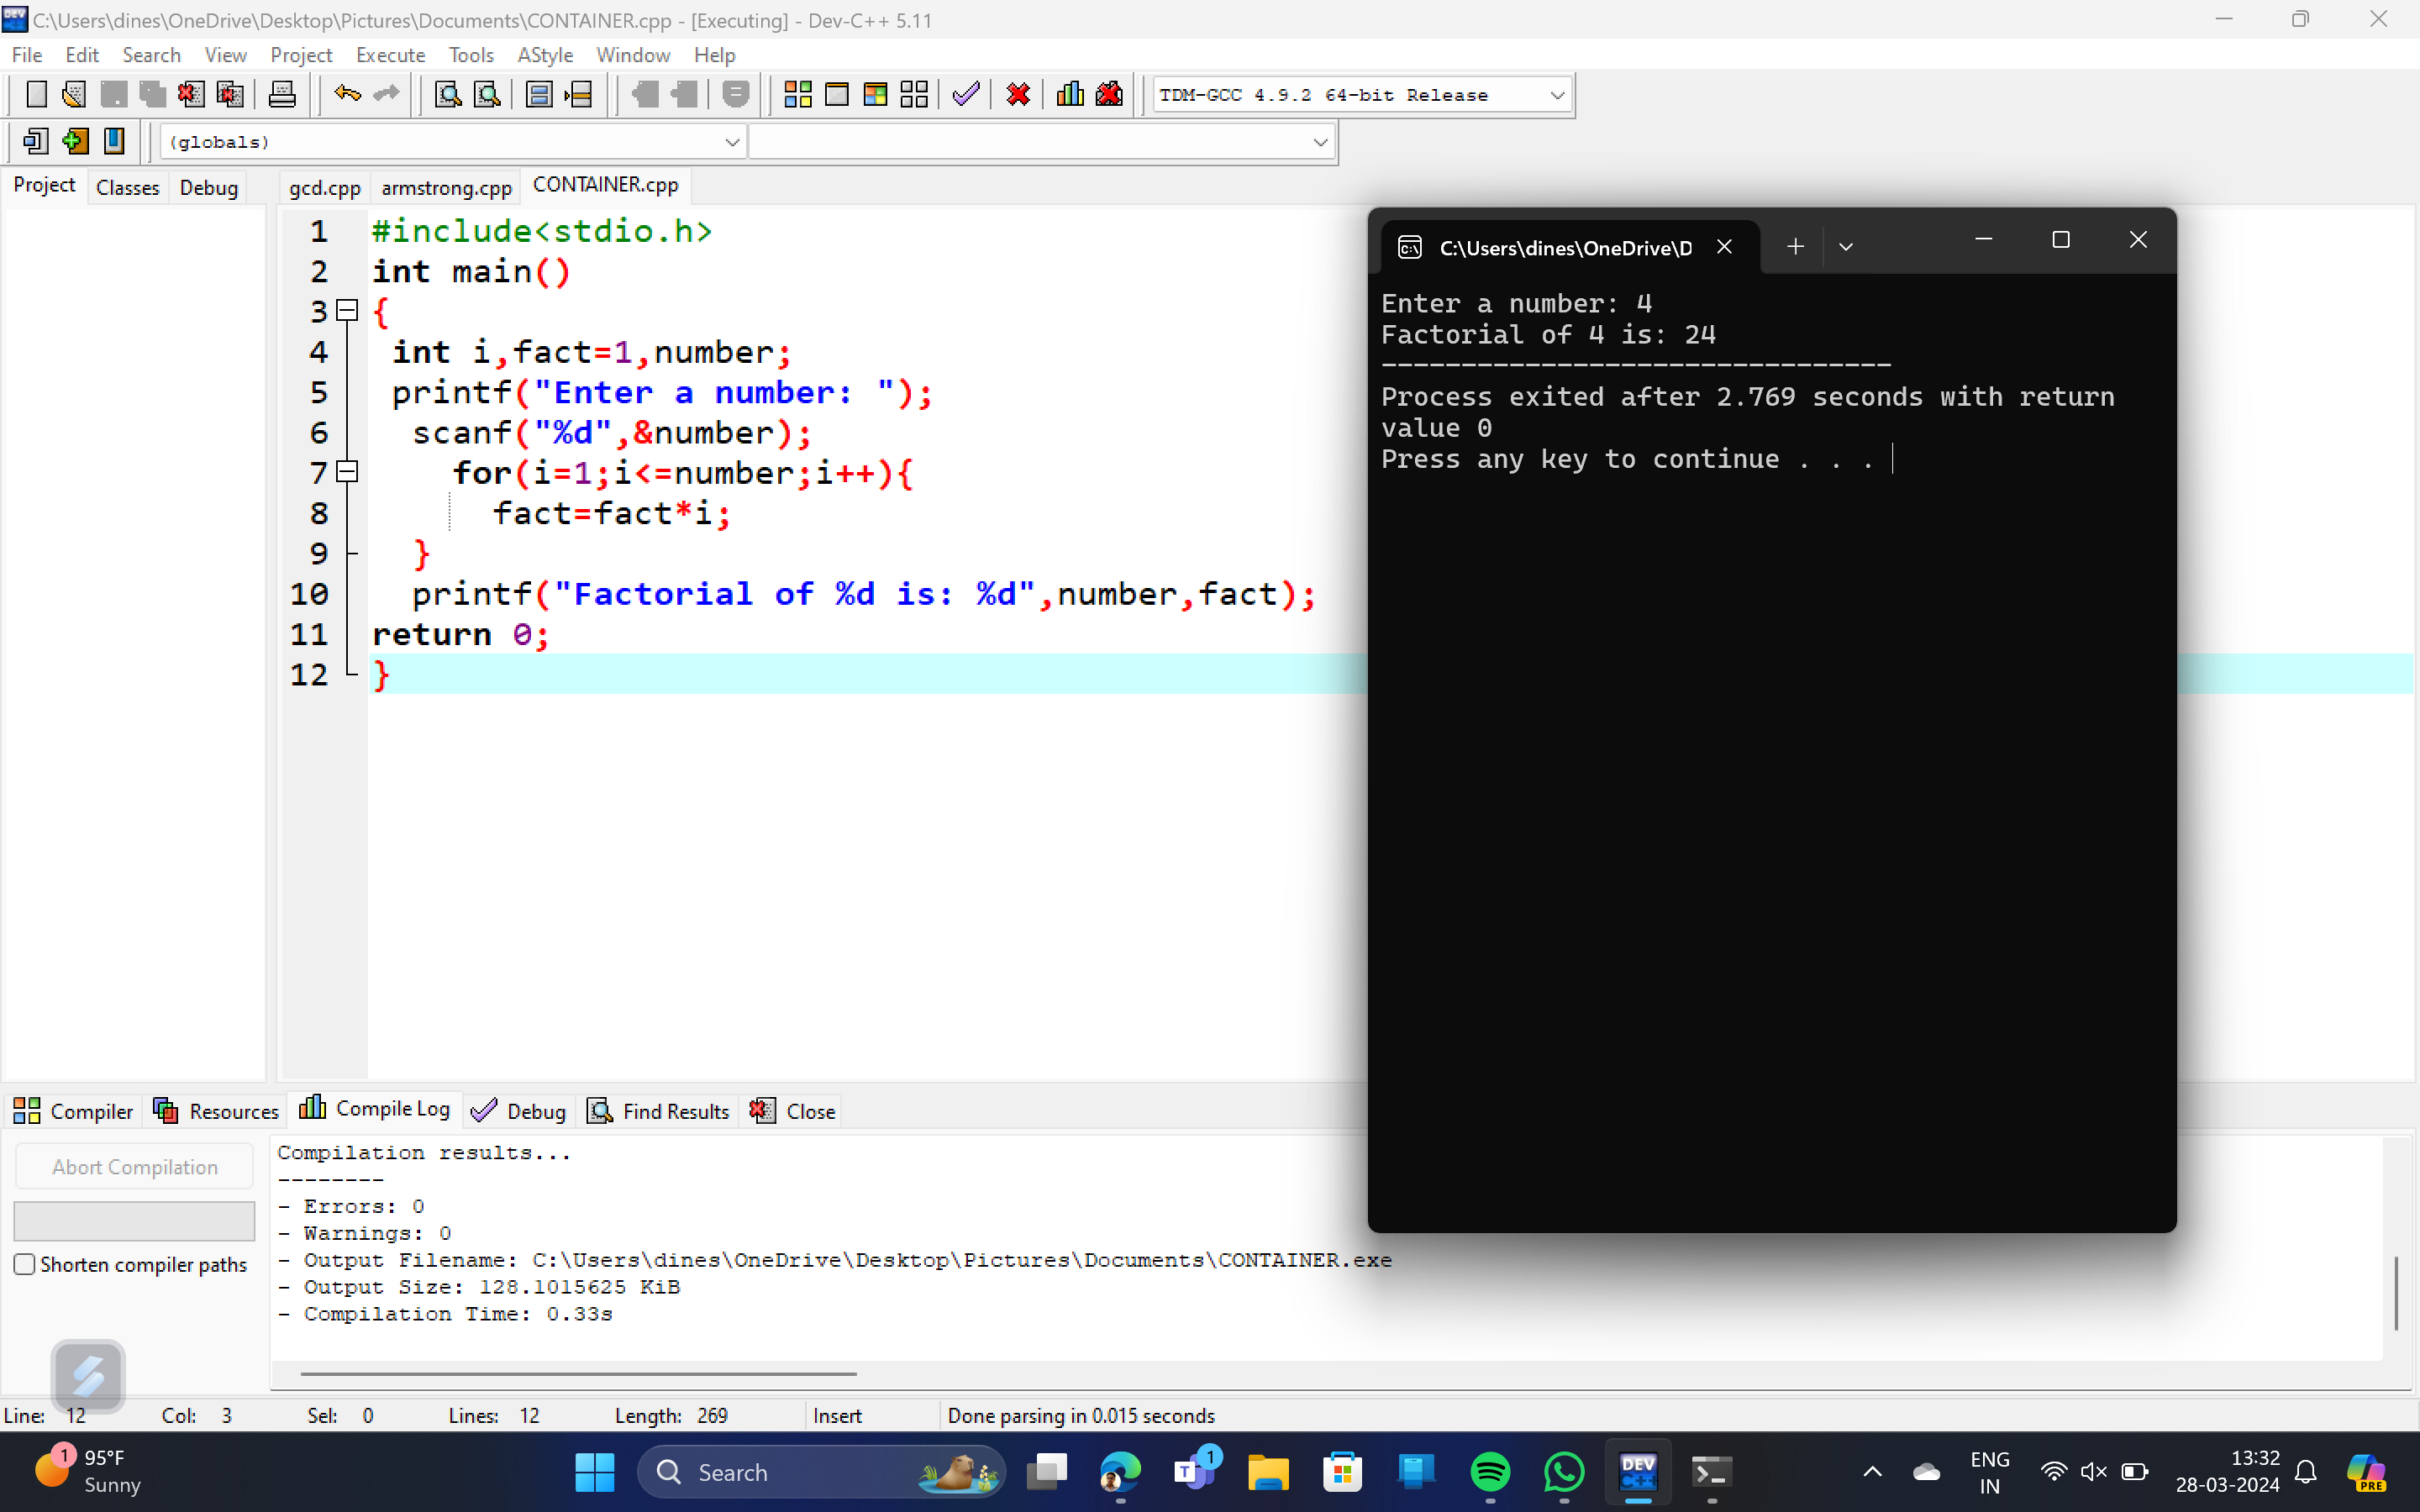 C:\Users\dines\OneDrive\Desktop\Pictures\Documents\CONTAINER.cpp - [Executing] - Dev-C++ 5.11
File Edit Search View Project Execute Tools AStyle Window Help
TDM-GCC 4.9.2 64-bit Release
(globals)
Project Classes Debug
gcd.cpp armstrong.cpp CONTAINER.cpp
1 #include<stdio.h>
2 int main()
3 {
4 int i,fact=1,number;
5 printf("Enter a number: ");
6 scanf("%d",&number);
7 for(i=1;i<=number;i++){
8 fact=fact*i;
9 }
10 printf("Factorial of %d is: %d",number,fact);
11 return 0;
12 }
C:\Users\dines\OneDrive\D
Enter a number: 4
Factorial of 4 is: 24
--------------------------------
Process exited after 2.769 seconds with return
value 0
Press any key to continue . . .
Compiler Resources Compile Log Debug Find Results Close
Abort Compilation
Shorten compiler paths
Compilation results...
--------
- Errors: 0
- Warnings: 0
- Output Filename: C:\Users\dines\OneDrive\Desktop\Pictures\Documents\CONTAINER.exe
- Output Size: 128.1015625 KiB
- Compilation Time: 0.33s
Line: 12 Col: 3 Sel: 0 Lines: 12 Length: 269 Insert Done parsing in 0.015 seconds
1
95°F
Sunny
Search
T
1
DEV
C++
ENG
IN
13:32
28-03-2024
PRE